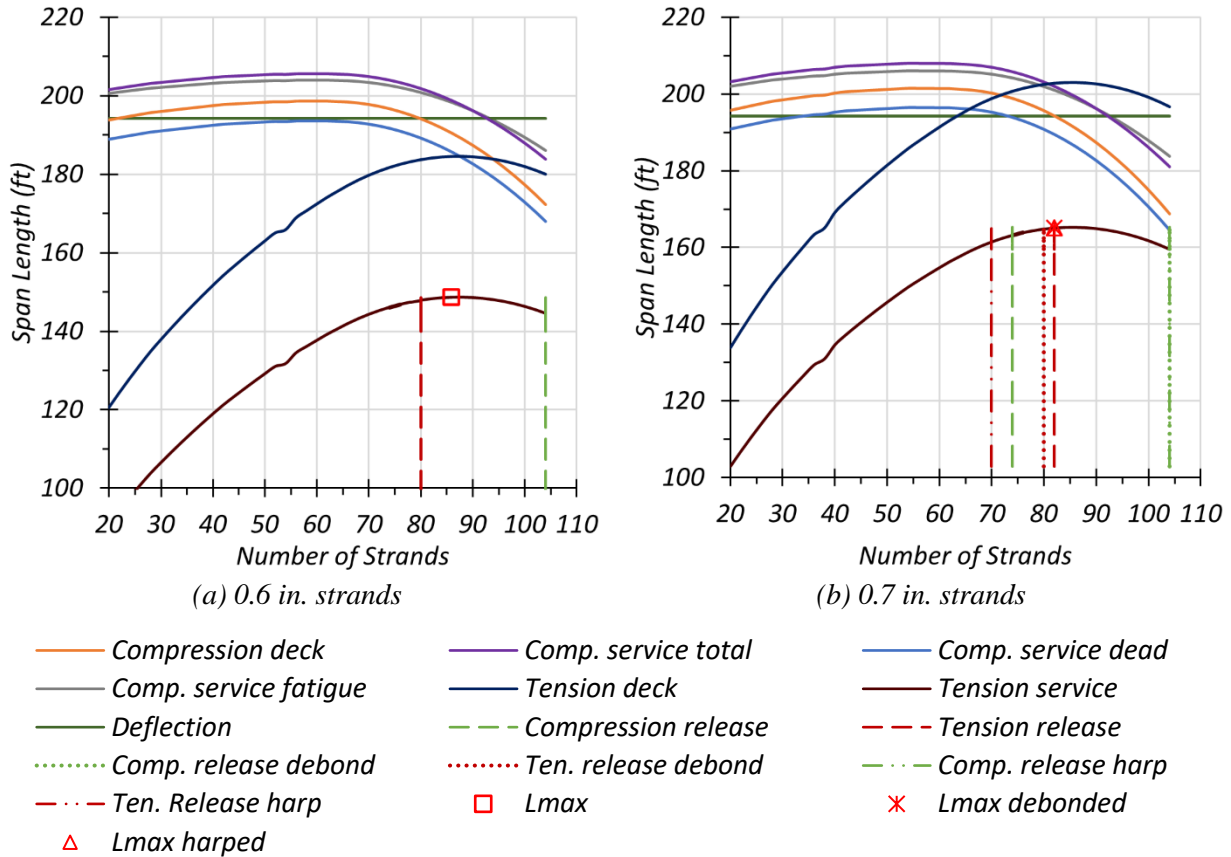 220
200
180
160
140
120
100
Span Length (ft)
20 30 40 50 60 70 80 90 100 110
Number of Strands
(a) 0.6 in. strands
220
200
180
160
140
120
100
Span Length (ft)
20 30 40 50 60 70 80 90 100 110
Number of Strands
(b) 0.7 in. strands
Compression deck Comp. service total Comp. service dead
Comp. service fatigue Tension deck Tension service
Deflection Compression release Tension release
Comp. release debond Ten. release debond Comp. release harp
Ten. Release harp Lmax Lmax debonded
Lmax harped